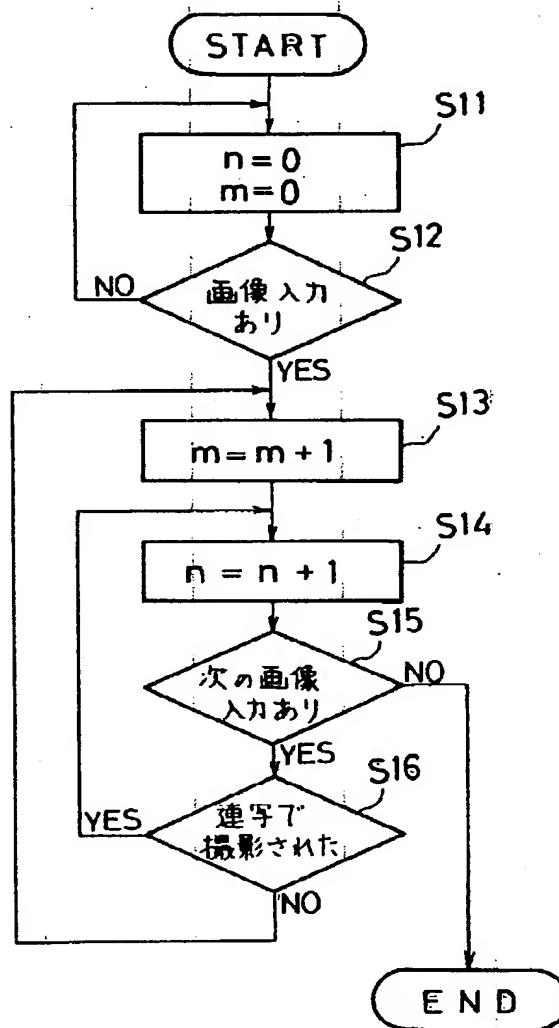 START
S11
n=0
m=0
S12
NO
画像入力
あり
YES
S13
m=m+1
S14
n=n+1
S15
次の画像
入力あり
NO
YES
S16
連写で
撮影された
YES
NO
END